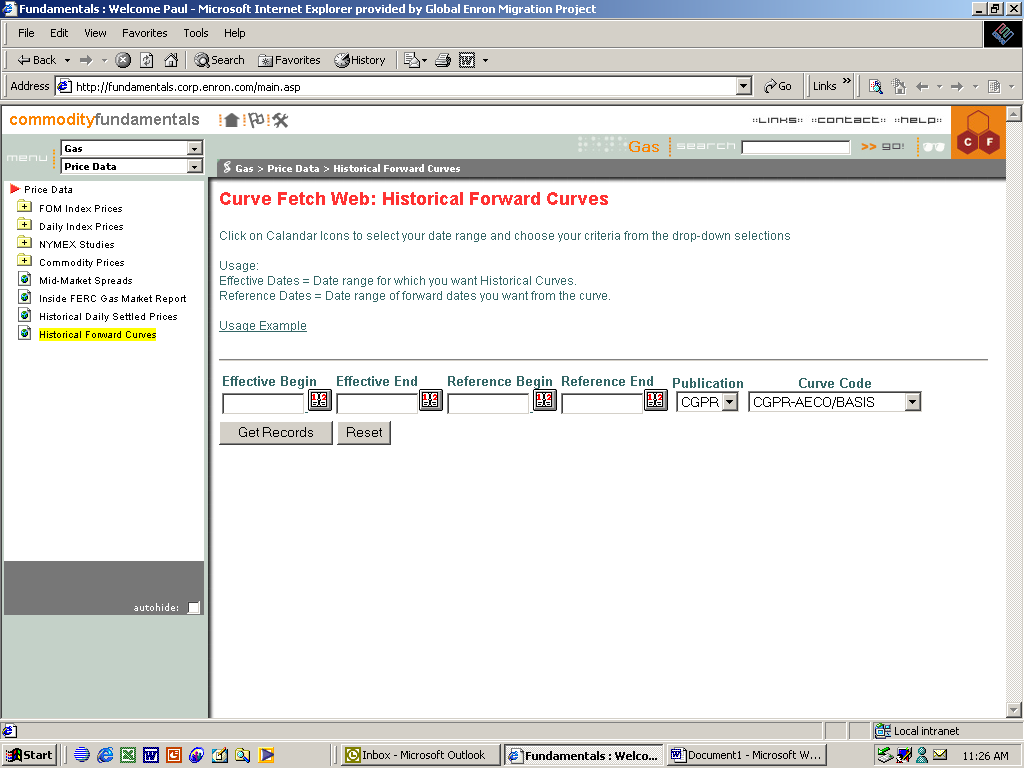 Fundamentals : Welcome Paul - Microsoft Internet Explorer provided by Global Enron Migration Project
File Edit View Favorites Tools Help
Back Search Favorites History
Address http://fundamentals.corp.enron.com/main.asp Go Links »
commodityfundamentals ::LINKS:: ::contact:: ::HELP::
menu Gas
Price Data
Gas search >> GO! C F
Gas > Price Data > Historical Forward Curves
Price Data
FOM Index Prices
Daily Index Prices
NYMEX Studies
Commodity Prices
Mid-Market Spreads
Inside FERC Gas Market Report
Historical Daily Settled Prices
Historical Forward Curves
autohide:
Curve Fetch Web: Historical Forward Curves
Click on Calandar Icons to select your date range and choose your criteria from the drop-down selections
Usage:
Effective Dates = Date range for which you want Historical Curves.
Reference Dates = Date range of forward dates you want from the curve.
Usage Example
Effective Begin Effective End Reference Begin Reference End Publication Curve Code
12 12 12 12 CGPR CGPR-AECO/BASIS
Get Records Reset
Local intranet
Start Inbox - Microsoft Outlook Fundamentals : Welco... Document1 - Microsoft W... 11:26 AM